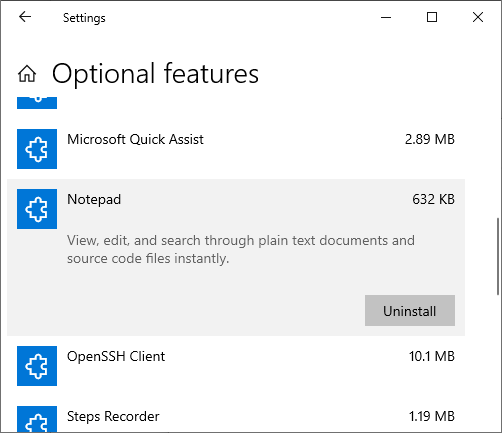 Settings
Optional features
Microsoft Quick Assist 2.89 MB
Notepad 632 KB
View, edit, and search through plain text documents and
source code files instantly.
Uninstall
OpenSSH Client 10.1 MB
Steps Recorder 1.19 MB